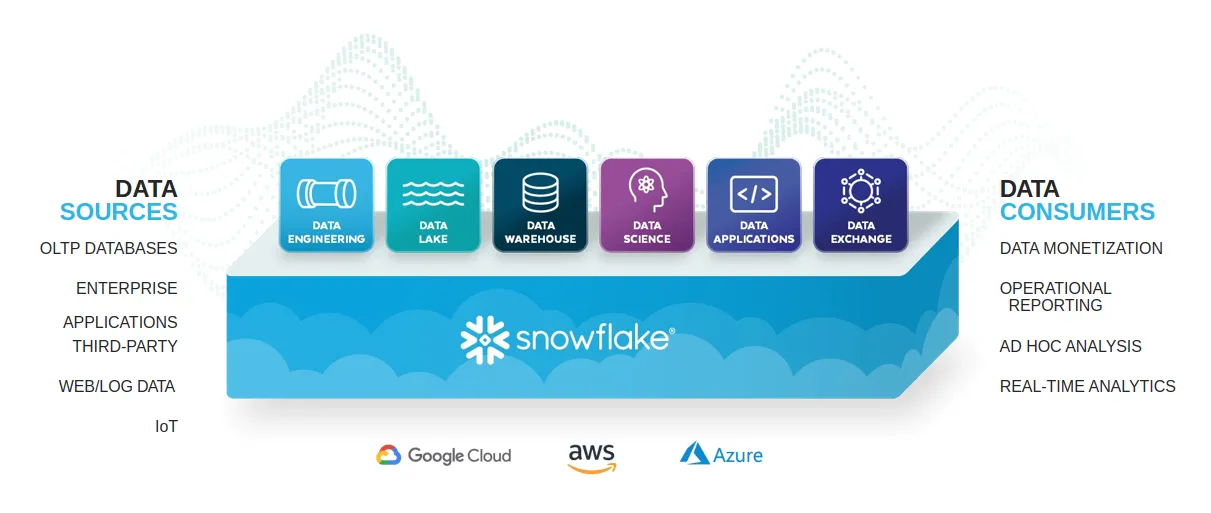 DATA
SOURCES
OLTP DATABASES
ENTERPRISE
APPLICATIONS
THIRD-PARTY
WEB/LOG DATA
IoT
DATA
ENGINEERING
DATA
LAKE
DATA
WAREHOUSE
DATA
SCIENCE
DATA
APPLICATIONS
DATA
EXCHANGE
snowflake®
Google Cloud
aws
Azure
DATA
CONSUMERS
DATA MONETIZATION
OPERATIONAL
REPORTING
AD HOC ANALYSIS
REAL-TIME ANALYTICS